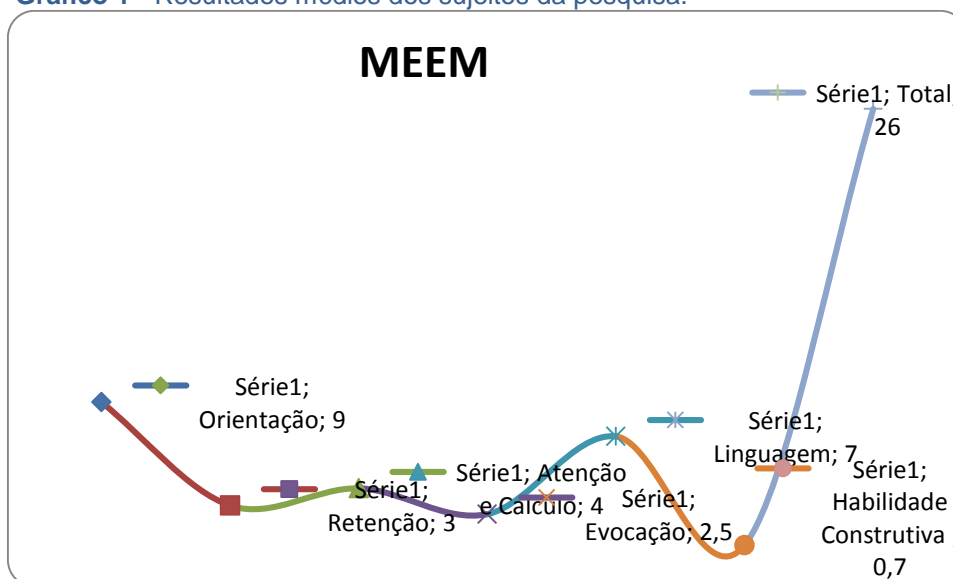 Gráfico 1 - Resultados médios dos sujeitos da pesquisa.
MEEM
Série1; Total;
26
Série1;
Orientação; 9
Série1;
Retenção; 3
Série1; Atenção
e Calculo; 4
Série1;
Evocação; 2,5
Série1;
Linguagem; 7
Série1;
Habilidade
Construtiva ;
0,7